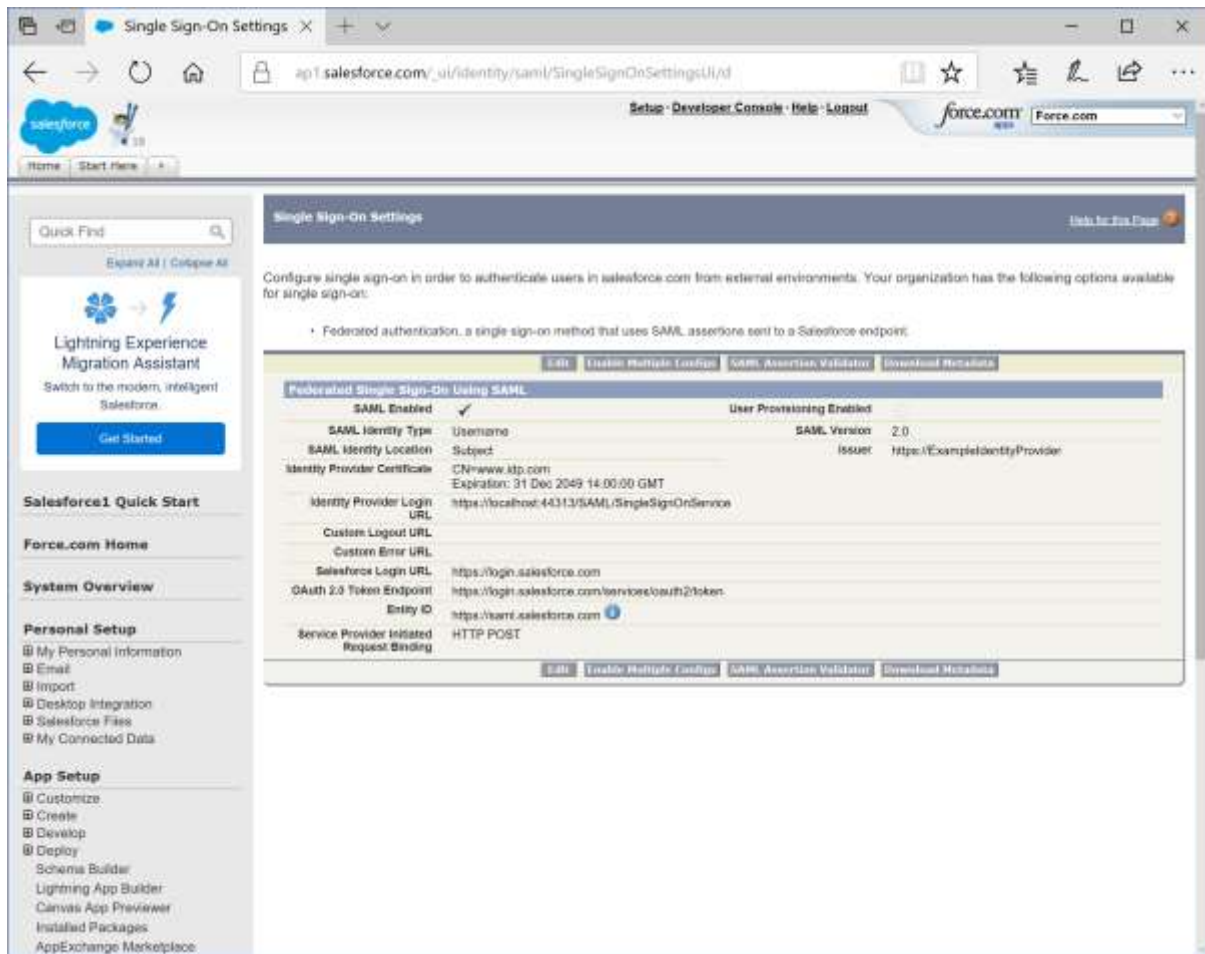 Single Sign-On Settings
ap1.salesforce.com/_ui/identity/saml/SingleSignOnSettingsUi/d
salesforce
18
Setup · Developer Console · Help · Logout
force.com
apps
Force.com
Home
Start Here
+
Quick Find
Expand All | Collapse All
Lightning Experience
Migration Assistant
Switch to the modern, intelligent
Salesforce.
Get Started
Salesforce1 Quick Start
Force.com Home
System Overview
Personal Setup
My Personal Information
Email
Import
Desktop Integration
Salesforce Files
My Connected Data
App Setup
Customize
Create
Develop
Deploy
Schema Builder
Lightning App Builder
Canvas App Previewer
Installed Packages
AppExchange Marketplace
Single Sign-On Settings
Help for this Page
Configure single sign-on in order to authenticate users in salesforce.com from external environments. Your organization has the following options available
for single sign-on:
• Federated authentication, a single sign-on method that uses SAML assertions sent to a Salesforce endpoint.
Edit Enable Multiple Configs SAML Assertion Validator Download Metadata
Federated Single Sign-On Using SAML
SAML Enabled ✓ User Provisioning Enabled
SAML Identity Type Username SAML Version 2.0
SAML Identity Location Subject Issuer https://ExampleIdentityProvider
Identity Provider Certificate CN=www.idp.com
Expiration: 31 Dec 2049 14:00:00 GMT
Identity Provider Login
URL https://localhost:44313/SAML/SingleSignOnService
Custom Logout URL
Custom Error URL
Salesforce Login URL https://login.salesforce.com
OAuth 2.0 Token Endpoint https://login.salesforce.com/services/oauth2/token
Entity ID https://saml.salesforce.com
Service Provider Initiated HTTP POST
Request Binding
Edit Enable Multiple Configs SAML Assertion Validator Download Metadata